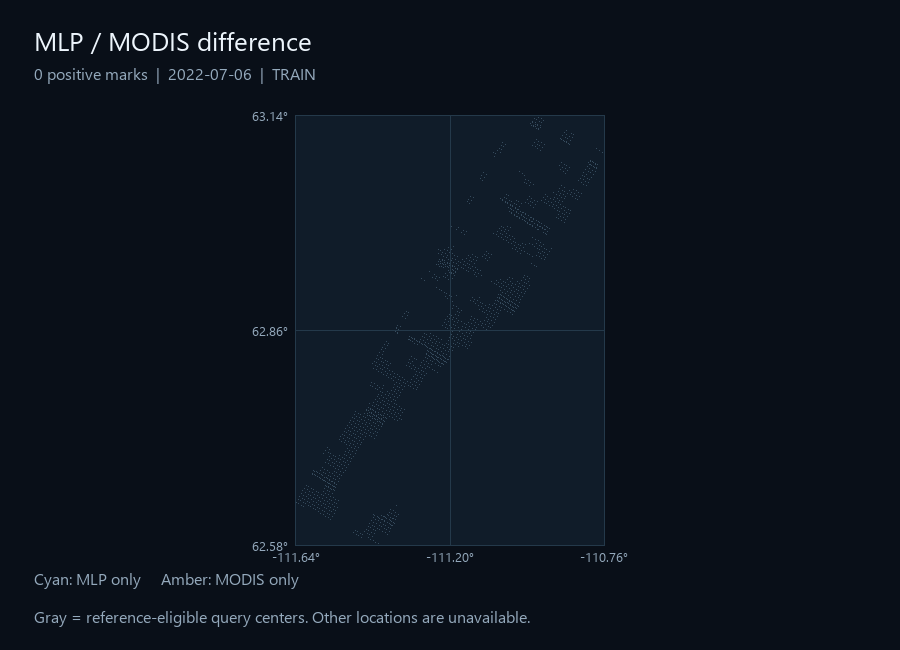 MLP / MODIS difference
0 positive marks | 2022-07-06 | TRAIN
63.14°
62.86°
62.58°
-111.64° -111.20° -110.76°
Cyan: MLP only Amber: MODIS only
Gray = reference-eligible query centers. Other locations are unavailable.